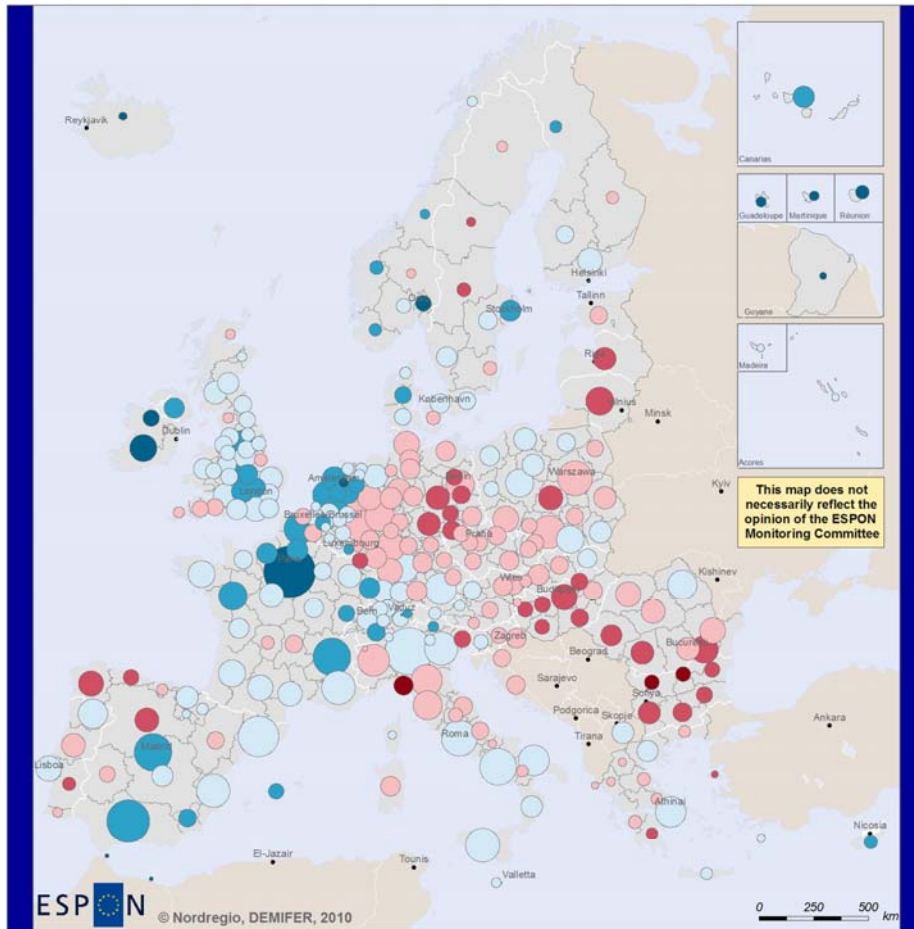 Reykjavik
Canarias
Guadeloupe
Martinique
Réunion
Guyane
Madeira
Acores
Helsinki
Tallinn
Stockholm
Riga
Vilnius
Minsk
København
Dublin
London
Amsterdam
Berlin
Warszawa
Kyiv
Bruxelles/Brussel
Luxembourg
Praha
Paris
Wien
Budapest
Kishinev
Bern
Vaduz
Zagreb
Beograd
Bucuresti
Sarajevo
Sofiya
Podgorica
Skopje
Tirana
Roma
Ankara
Lisboa
Madrid
Athinai
Nicosia
El-Jazair
Tounis
Valletta
This map does not
necessarily reflect the
opinion of the ESPON
Monitoring Committee
ESPON
© Nordregio, DEMIFER, 2010
0 250 500
km